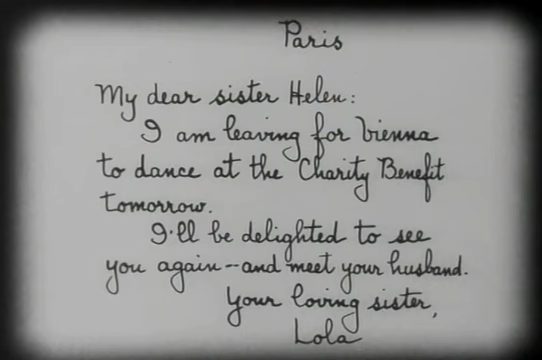 Paris
My dear sister Helen:
I am leaving for Vienna
to dance at the Charity Benefit
tomorrow.
I'll be delighted to see
you again--and meet your husband.
Your loving sister,
Lola